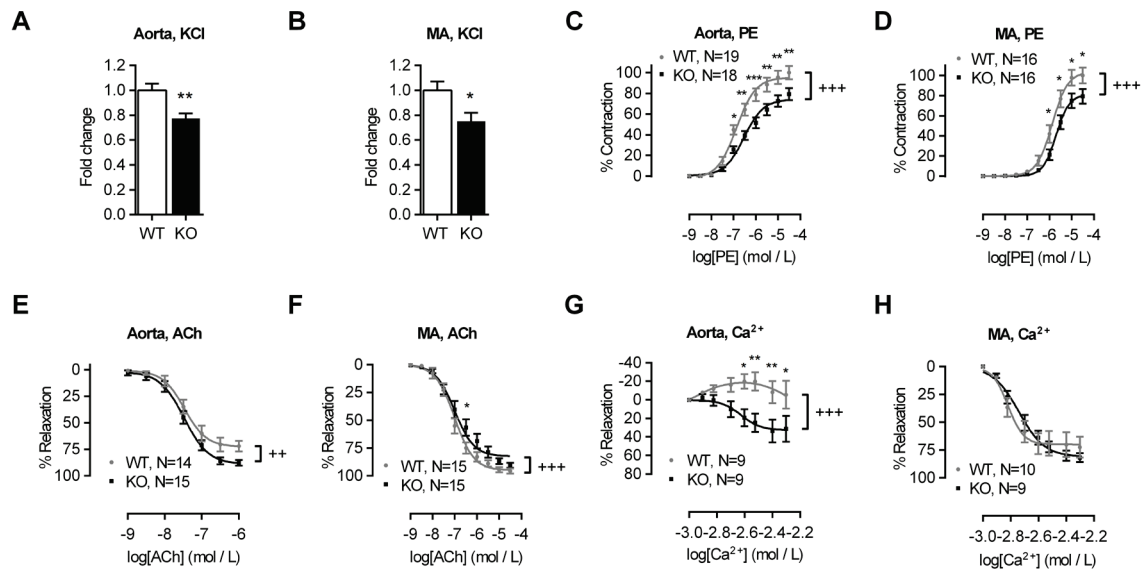 A
Aorta, KCl
Fold change
1.2
1.0
0.8
0.6
0.4
0.2
0.0
**
WT KO
B
MA, KCl
Fold change
1.2
1.0
0.8
0.6
0.4
0.2
0.0
*
WT KO
C
Aorta, PE
WT, N=19
KO, N=18
% Contraction
100
80
60
40
20
0
* ** *** ** ** **
+++
-9 -8 -7 -6 -5 -4
log[PE] (mol / L)
D
MA, PE
WT, N=16
KO, N=16
% Contraction
100
80
60
40
20
0
* * * *
+++
-9 -8 -7 -6 -5 -4
log[PE] (mol / L)
E
Aorta, ACh
% Relaxation
0
25
50
75
100
WT, N=14
KO, N=15
++
-9 -8 -7 -6
log[ACh] (mol / L)
F
MA, ACh
% Relaxation
0
25
50
75
100
*
WT, N=15
KO, N=15
+++
-9 -8 -7 -6 -5 -4
log[ACh] (mol / L)
G
Aorta, Ca²⁺
% Relaxation
-40
-20
0
20
40
60
80
* ** ** *
+++
WT, N=9
KO, N=9
-3.0 -2.8 -2.6 -2.4 -2.2
log[Ca²⁺] (mol / L)
H
MA, Ca²⁺
% Relaxation
0
25
50
75
100
WT, N=10
KO, N=9
-3.0 -2.8 -2.6 -2.4 -2.2
log[Ca²⁺] (mol / L)